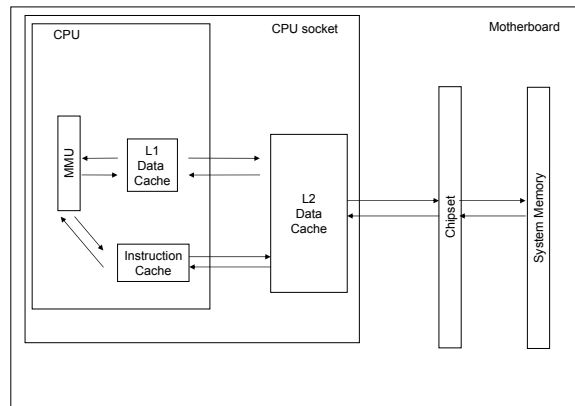 CPU socket
Motherboard
CPU
MMU
L1
Data
Cache
L2
Data
Cache
Instruction
Cache
Chipset
System Memory